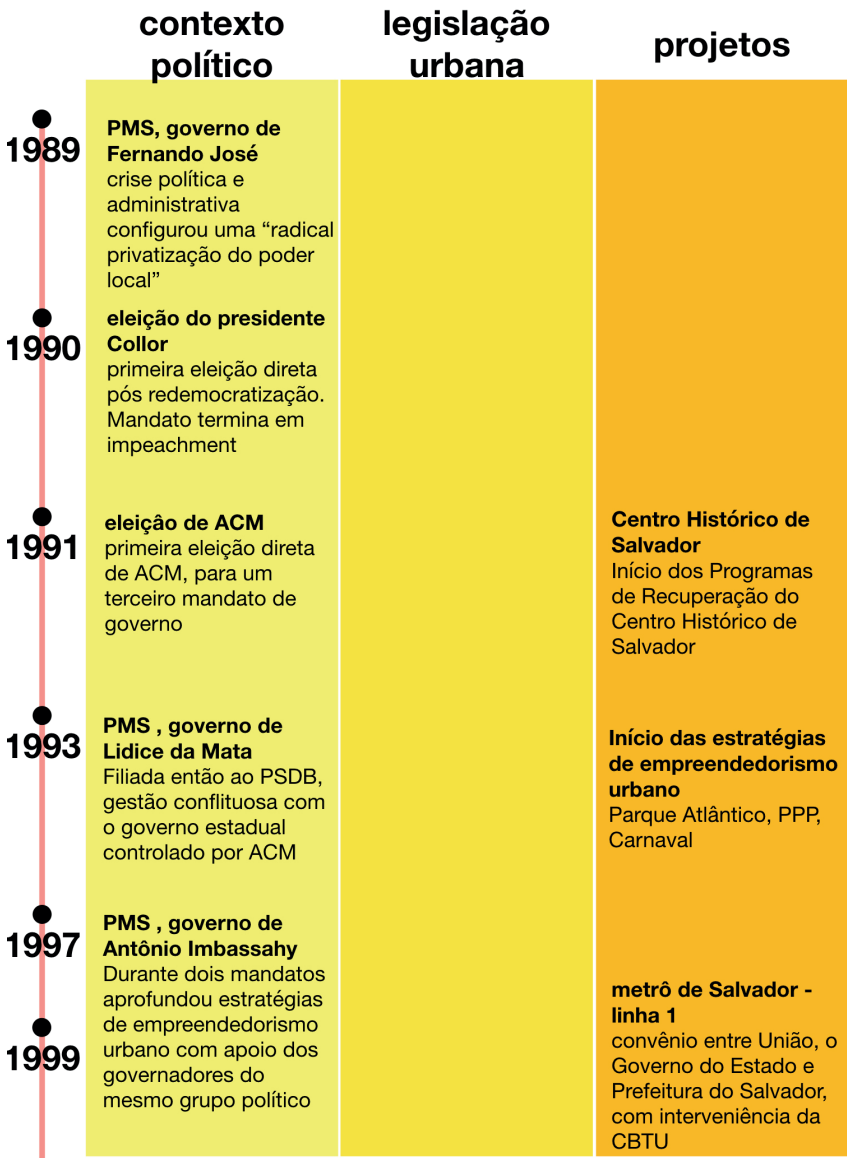 contexto
político
legislação
urbana
projetos
1989
PMS, governo de
Fernando José
crise política e
administrativa
configurou uma “radical
privatização do poder
local”
1990
eleição do presidente
Collor
primeira eleição direta
pós redemocratização.
Mandato termina em
impeachment
1991
eleiçâo de ACM
primeira eleição direta
de ACM, para um
terceiro mandato de
governo
Centro Histórico de
Salvador
Início dos Programas
de Recuperação do
Centro Histórico de
Salvador
1993
PMS , governo de
Lidice da Mata
Filiada então ao PSDB,
gestão conflituosa com
o governo estadual
controlado por ACM
Início das estratégias
de empreendedorismo
urbano
Parque Atlântico, PPP,
Carnaval
1997
PMS , governo de
Antônio Imbassahy
Durante dois mandatos
aprofundou estratégias
de empreendedorismo
urbano com apoio dos
governadores do
mesmo grupo político
1999
metrô de Salvador -
linha 1
convênio entre União, o
Governo do Estado e
Prefeitura do Salvador,
com interveniência da
CBTU